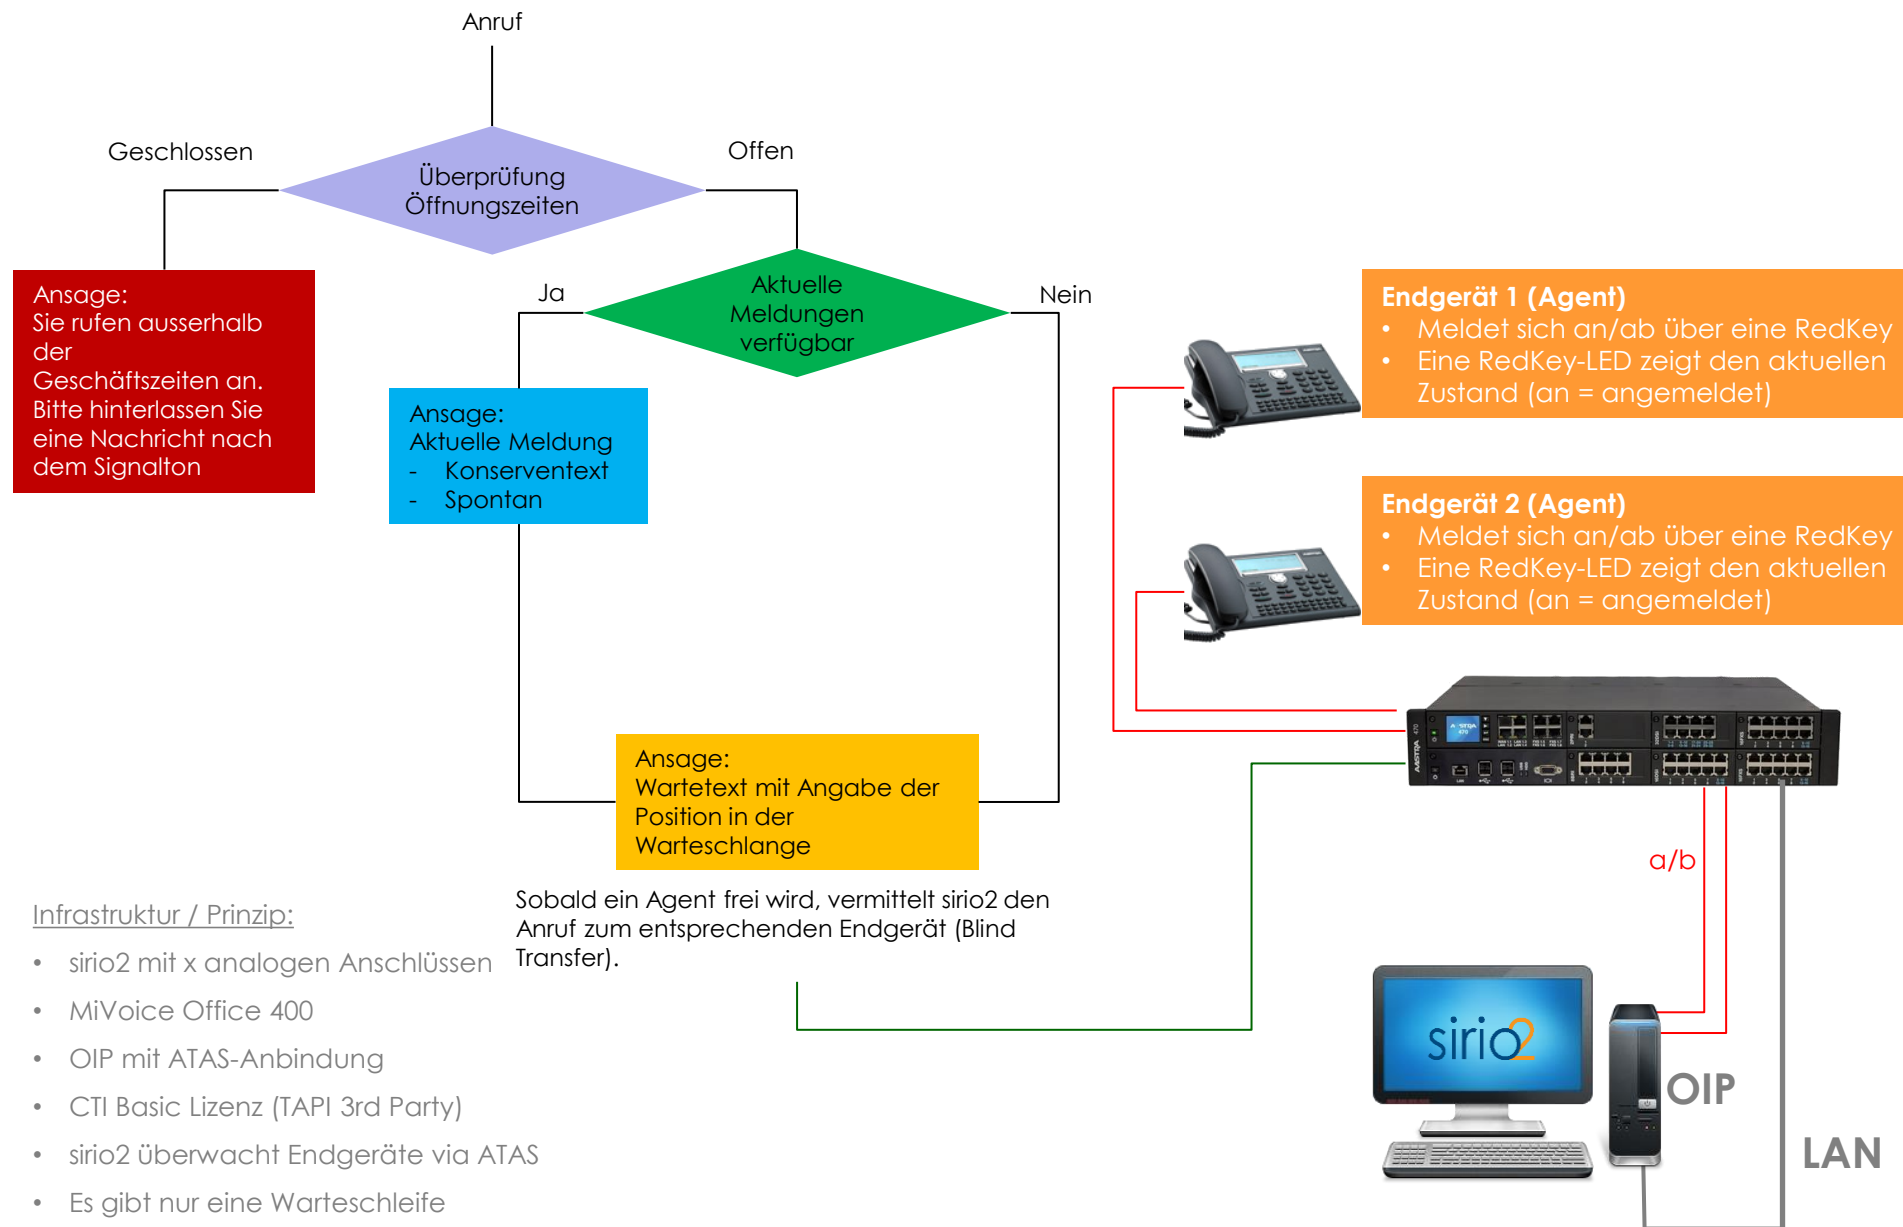 Anruf
Geschlossen
Offen
Überprüfung
Öffnungszeiten
Ansage:
Sie rufen ausserhalb
der
Geschäftszeiten an.
Bitte hinterlassen Sie
eine Nachricht nach
dem Signalton
Ja
Aktuelle
Meldungen
verfügbar
Nein
Ansage:
Aktuelle Meldung
- Konserventext
- Spontan
Ansage:
Wartetext mit Angabe der
Position in der
Warteschlange
Sobald ein Agent frei wird, vermittelt sirio2 den
Anruf zum entsprechenden Endgerät (Blind
Transfer).
Endgerät 1 (Agent)
• Meldet sich an/ab über eine RedKey
• Eine RedKey-LED zeigt den aktuellen
Zustand (an = angemeldet)
Endgerät 2 (Agent)
• Meldet sich an/ab über eine RedKey
• Eine RedKey-LED zeigt den aktuellen
Zustand (an = angemeldet)
AASTRA 470
a/b
sirio2
OIP
LAN
Infrastruktur / Prinzip:
• sirio2 mit x analogen Anschlüssen
• MiVoice Office 400
• OIP mit ATAS-Anbindung
• CTI Basic Lizenz (TAPI 3rd Party)
• sirio2 überwacht Endgeräte via ATAS
• Es gibt nur eine Warteschleife